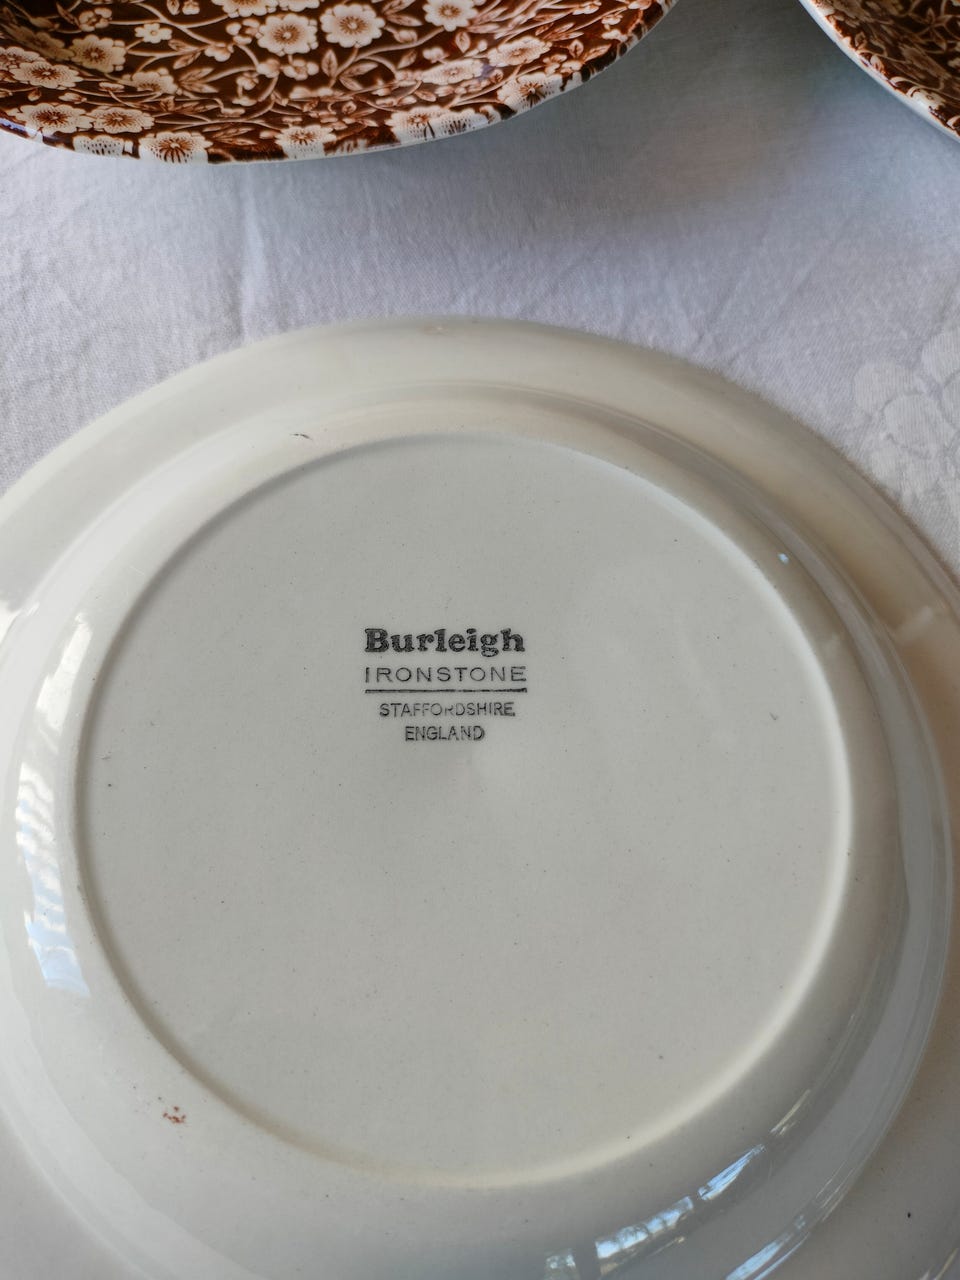 Burleigh
IRONSTONE
STAFFORDSHIRE
ENGLAND